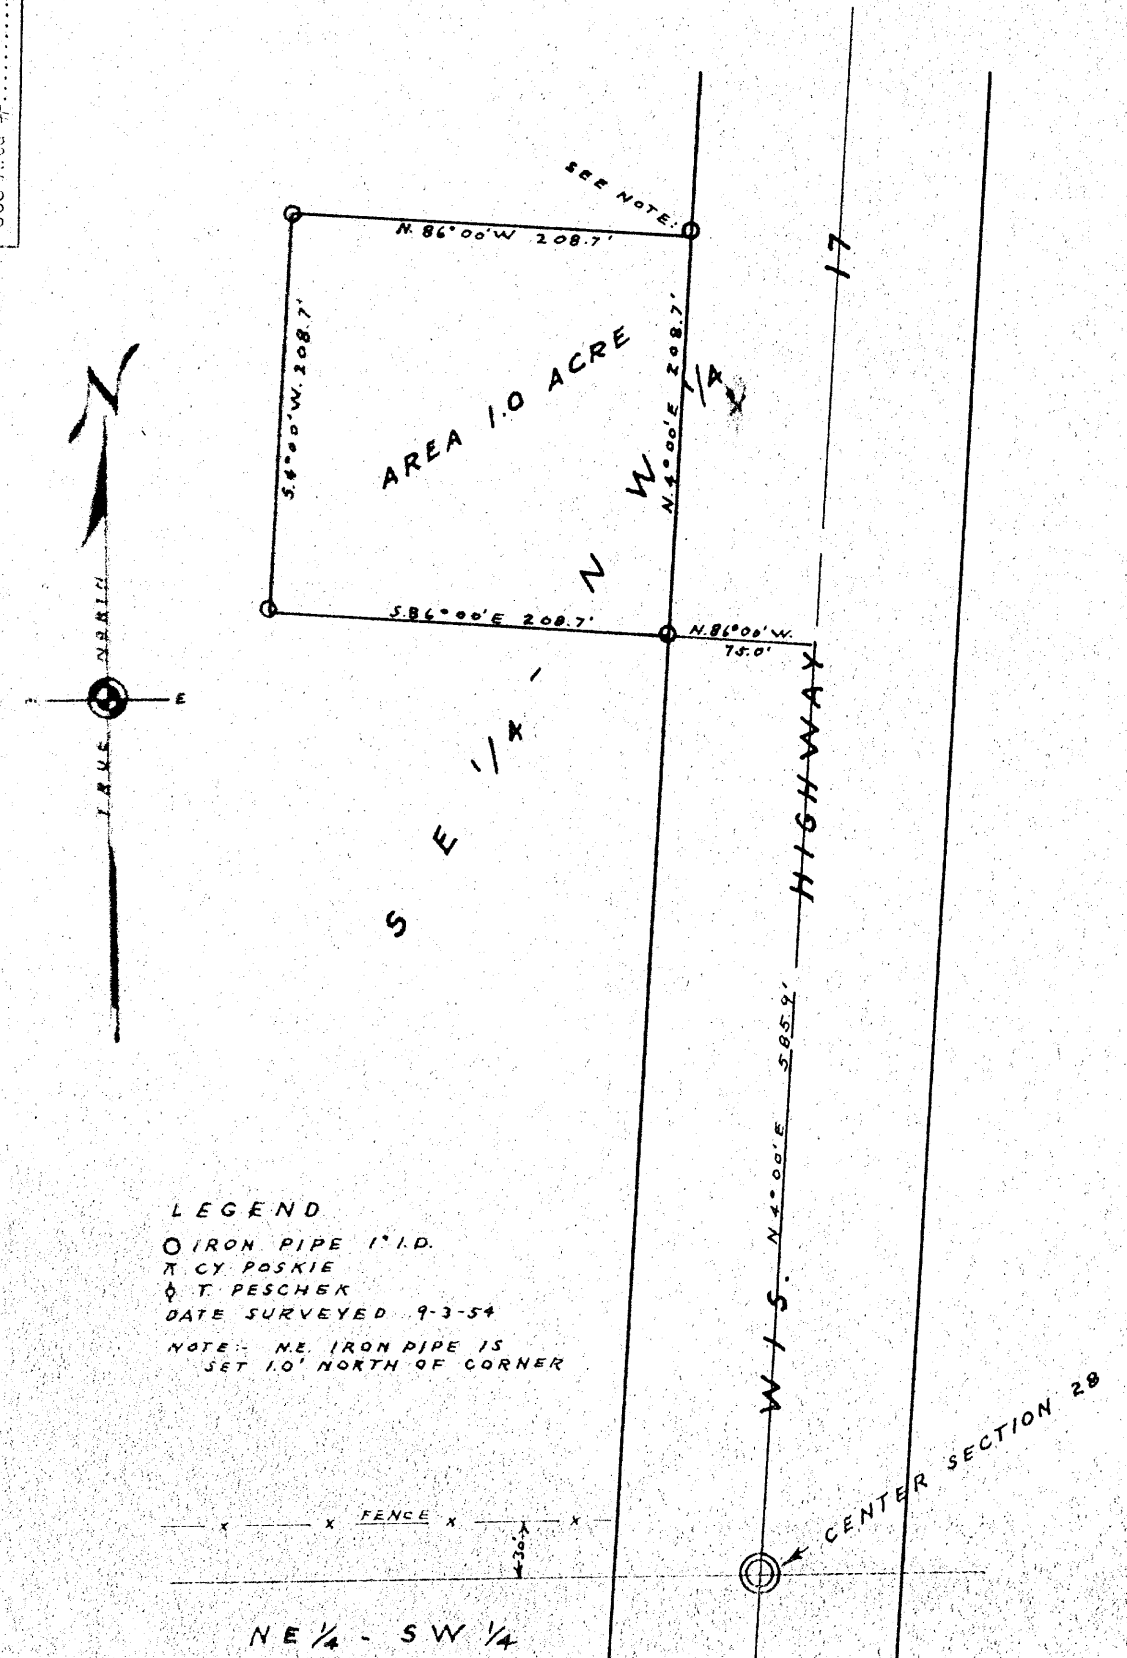 SEE NOTE:
N. 86°00'W 208.7'
17
S.4°00'W. 208.7'
AREA 1.0 ACRE
N.4°00'E 208.7'
N
S.86°00'E 208.7'
N.86°00'W.
75.0'
SE 1/4 - NW 1/4
TRUE NORTH
E
WIS. HIGHWAY
N 4°00'E 585.9'
LEGEND
O IRON PIPE 1" I.D.
⊼ CY POSKIE
ϕ T. PESCHEK
DATE SURVEYED 9-3-54
NOTE:- N.E. IRON PIPE IS
SET 1.0' NORTH OF CORNER
CENTER SECTION 28
x x FENCE x x
30'
NE 1/4 - SW 1/4